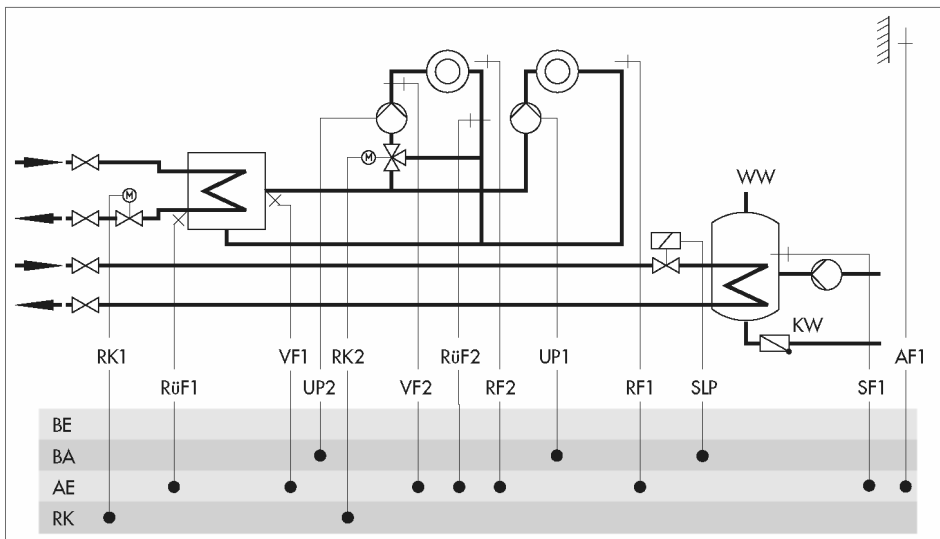 M
M
WW
KW
RK1
VF1
RK2
RüF2
UP1
AF1
RüF1
UP2
VF2
RF2
RF1
SLP
SF1
BE
BA
AE
RK